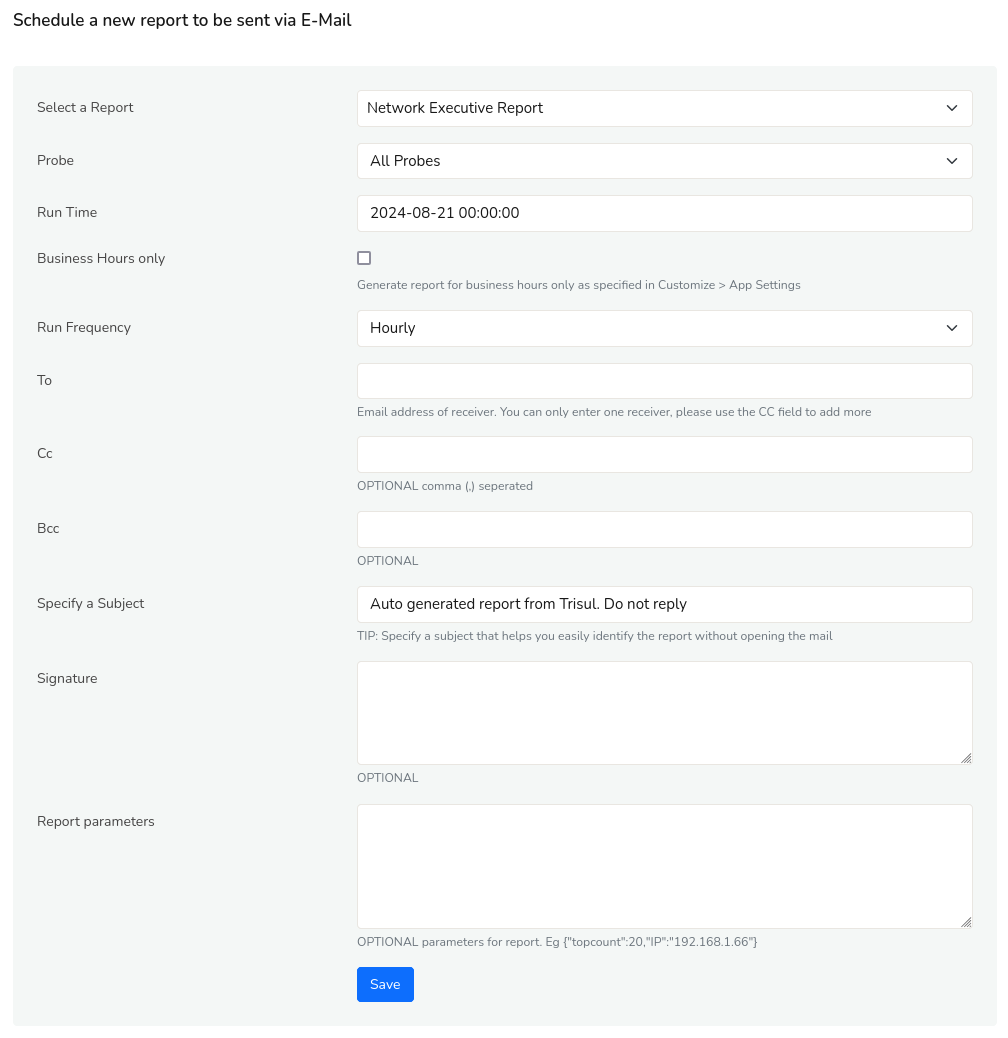 Schedule a new report to be sent via E-Mail
Select a Report
Network Executive Report
Probe
All Probes
Run Time
2024-08-21 00:00:00
Business Hours only
Generate report for business hours only as specified in Customize > App Settings
Run Frequency
Hourly
To
Email address of receiver. You can only enter one receiver, please use the CC field to add more
Cc
OPTIONAL comma (,) seperated
Bcc
OPTIONAL
Specify a Subject
Auto generated report from Trisul. Do not reply
TIP: Specify a subject that helps you easily identify the report without opening the mail
Signature
OPTIONAL
Report parameters
OPTIONAL parameters for report. Eg {"topcount":20,"IP":"192.168.1.66"}
Save